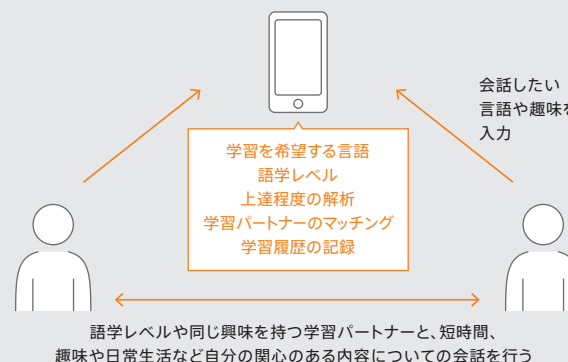 会話したい
言語や趣味を
入力
学習を希望する言語
語学レベル
上達程度の解析
学習パートナーのマッチング
学習履歴の記録
語学レベルや同じ興味を持つ学習パートナーと、短時間、
趣味や日常生活など自分の関心のある内容についての会話を行う